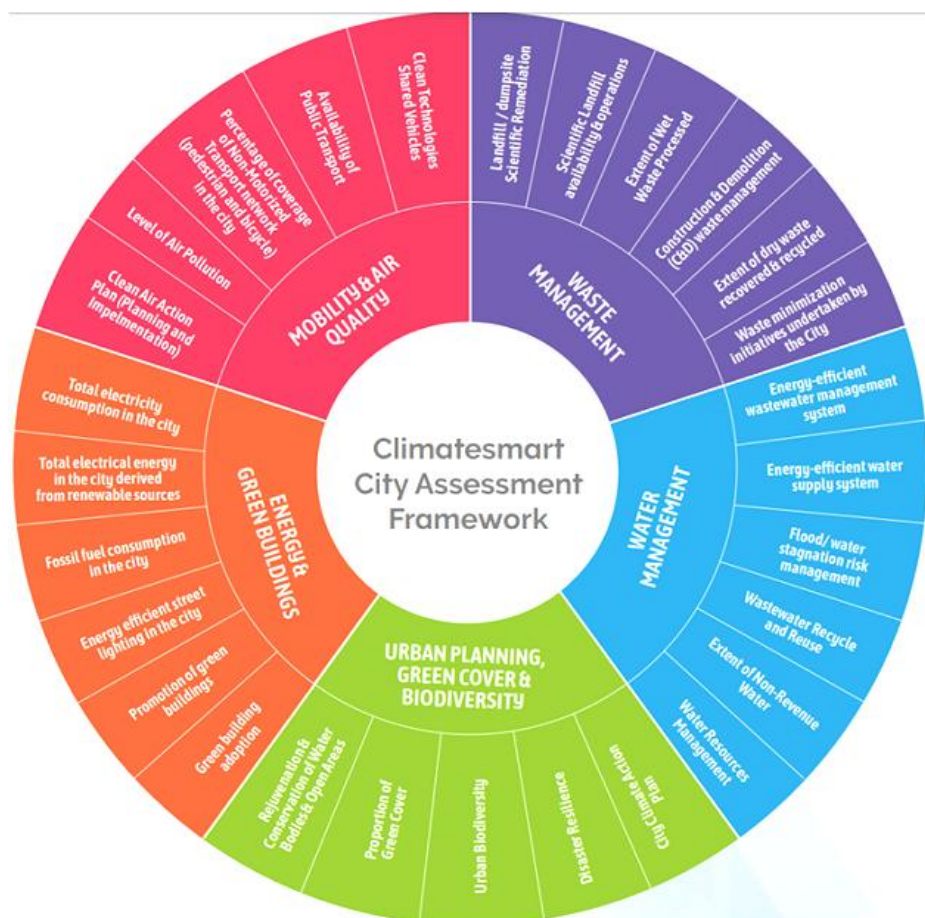 Climatesmart
City Assessment
Framework
MOBILITY & AIR
QUALITY
Clean Air Action
Plan (Planning and
Impelmentation)
Level of Air Pollution
Percentage of coverage
of Non-Motorized
Transport network
(pedestrian and bicycle)
in the city
Availability of
Public Transport
Clean Technologies
Shared Vehicles
WASTE
MANAGEMENT
Landfill / dumpsite
Scientific Remediation
Scientific Landfill
availability & operations
Extent of Wet
Waste Processed
Construction & Demolition
(C&D) waste management
Extent of dry waste
recovered & recycled
Waste minimization
initiatives undertaken by
the City
WATER
MANAGEMENT
Energy-efficient
wastewater management
system
Energy-efficient water
supply system
Flood/ water
stagnation risk
management
Wastewater Recycle
and Reuse
Extent of Non-Revenue
Water
Water Resources
Management
URBAN PLANNING,
GREEN COVER &
BIODIVERSITY
City Climate Action
Plan
Disaster Resilience
Urban Biodiversity
Proportion of
Green Cover
Rejuvenation &
Conservation of Water
Bodies & Open Areas
ENERGY &
GREEN BUILDINGS
Green building
adoption
Promotion of green
buildings
Energy efficient street
lighting in the city
Fossil fuel consumption
in the city
Total electrical energy
in the city derived
from renewable sources
Total electricity
consumption in the city